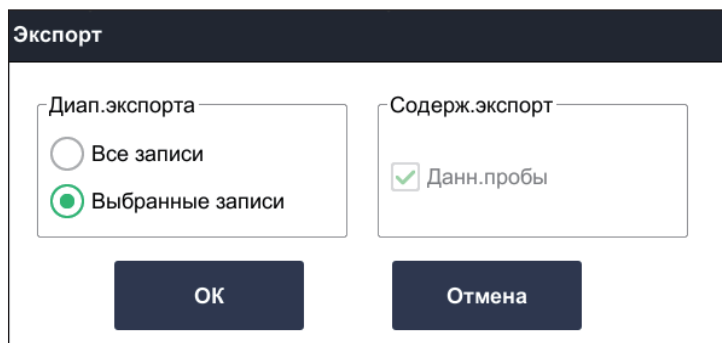 Экспорт
Диап.экспорта
Все записи
Выбранные записи
Содерж.экспорт
Данн.пробы
ОК
Отмена